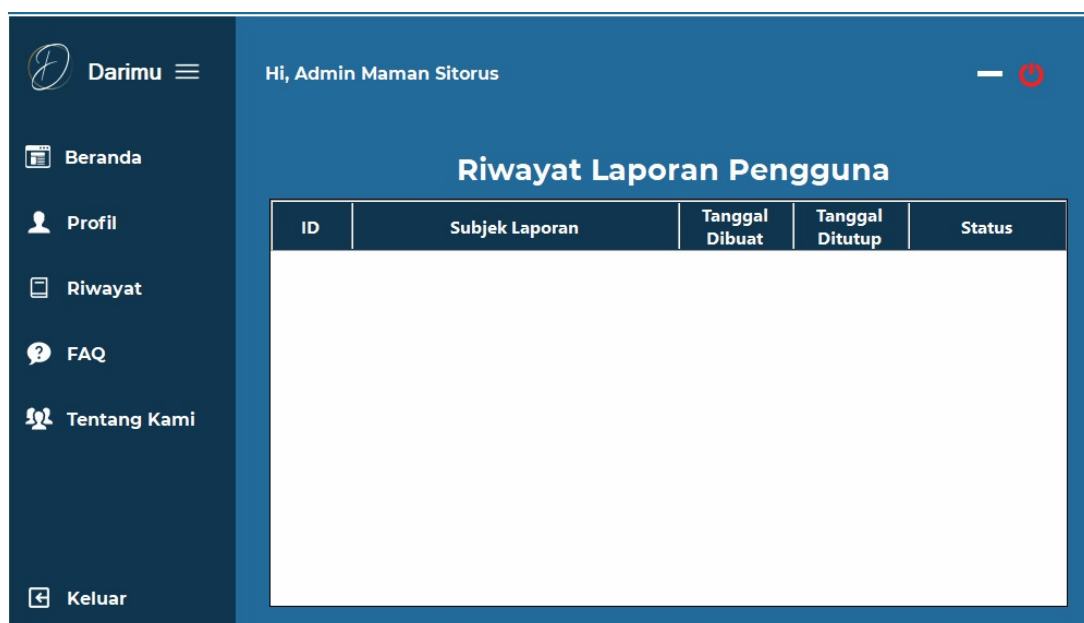 Darimu
Hi, Admin Maman Sitorus
Beranda
Profil
Riwayat
FAQ
Tentang Kami
Keluar
Riwayat Laporan Pengguna
ID
Subjek Laporan
Tanggal
Dibuat
Tanggal
Ditutup
Status